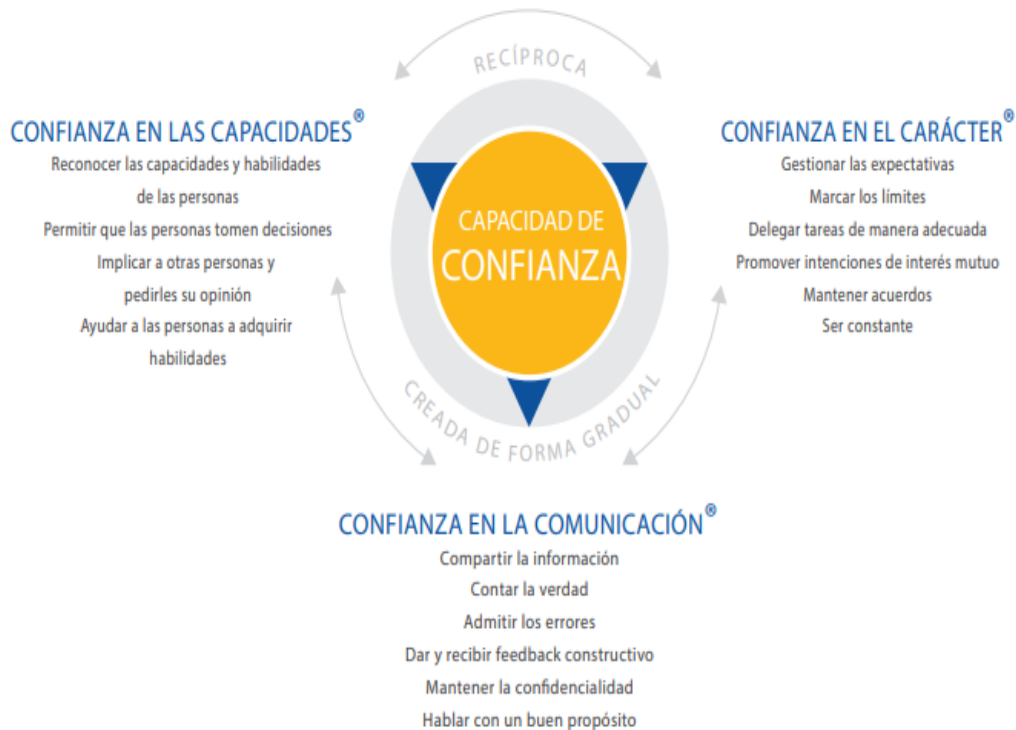 RECÍPROCA
CONFIANZA EN LAS CAPACIDADES®
Reconocer las capacidades y habilidades
de las personas
Permitir que las personas tomen decisiones
Implicar a otras personas y
pedirles su opinión
Ayudar a las personas a adquirir
habilidades
CAPACIDAD DE
CONFIANZA
CONFIANZA EN EL CARÁCTER®
Gestionar las expectativas
Marcar los límites
Delegar tareas de manera adecuada
Promover intenciones de interés mutuo
Mantener acuerdos
Ser constante
CREADA DE FORMA GRADUAL
CONFIANZA EN LA COMUNICACIÓN®
Compartir la información
Contar la verdad
Admitir los errores
Dar y recibir feedback constructivo
Mantener la confidencialidad
Hablar con un buen propósito